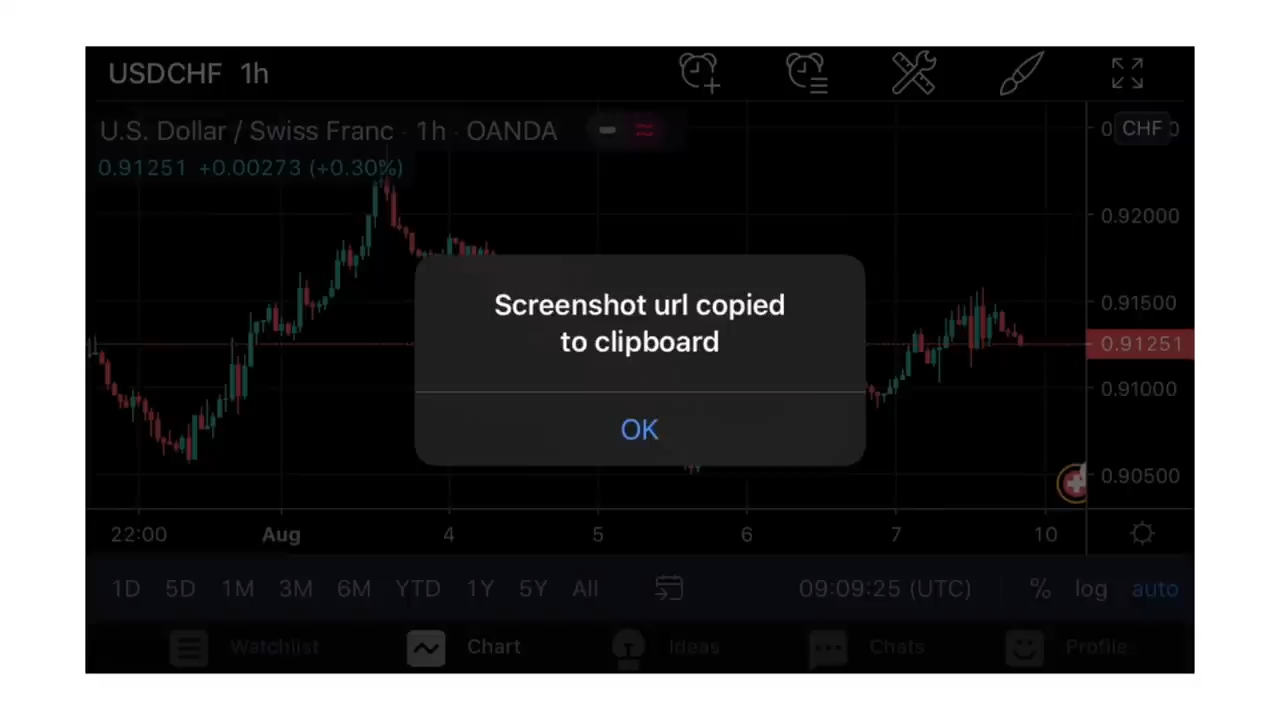 USDCHF 1h
U.S. Dollar / Swiss Franc · 1h · OANDA
CHF
0.91251 +0.00273 (+0.30%)
0.92000
Screenshot url copied
to clipboard
0.91500
0.91251
0.91000
OK
0.90500
22:00 Aug 4 5 6 7 10
1D 5D 1M 3M 6M YTD 1Y 5Y All 09:09:25 (UTC) % log auto
Watchlist Chart Ideas Chats Profile